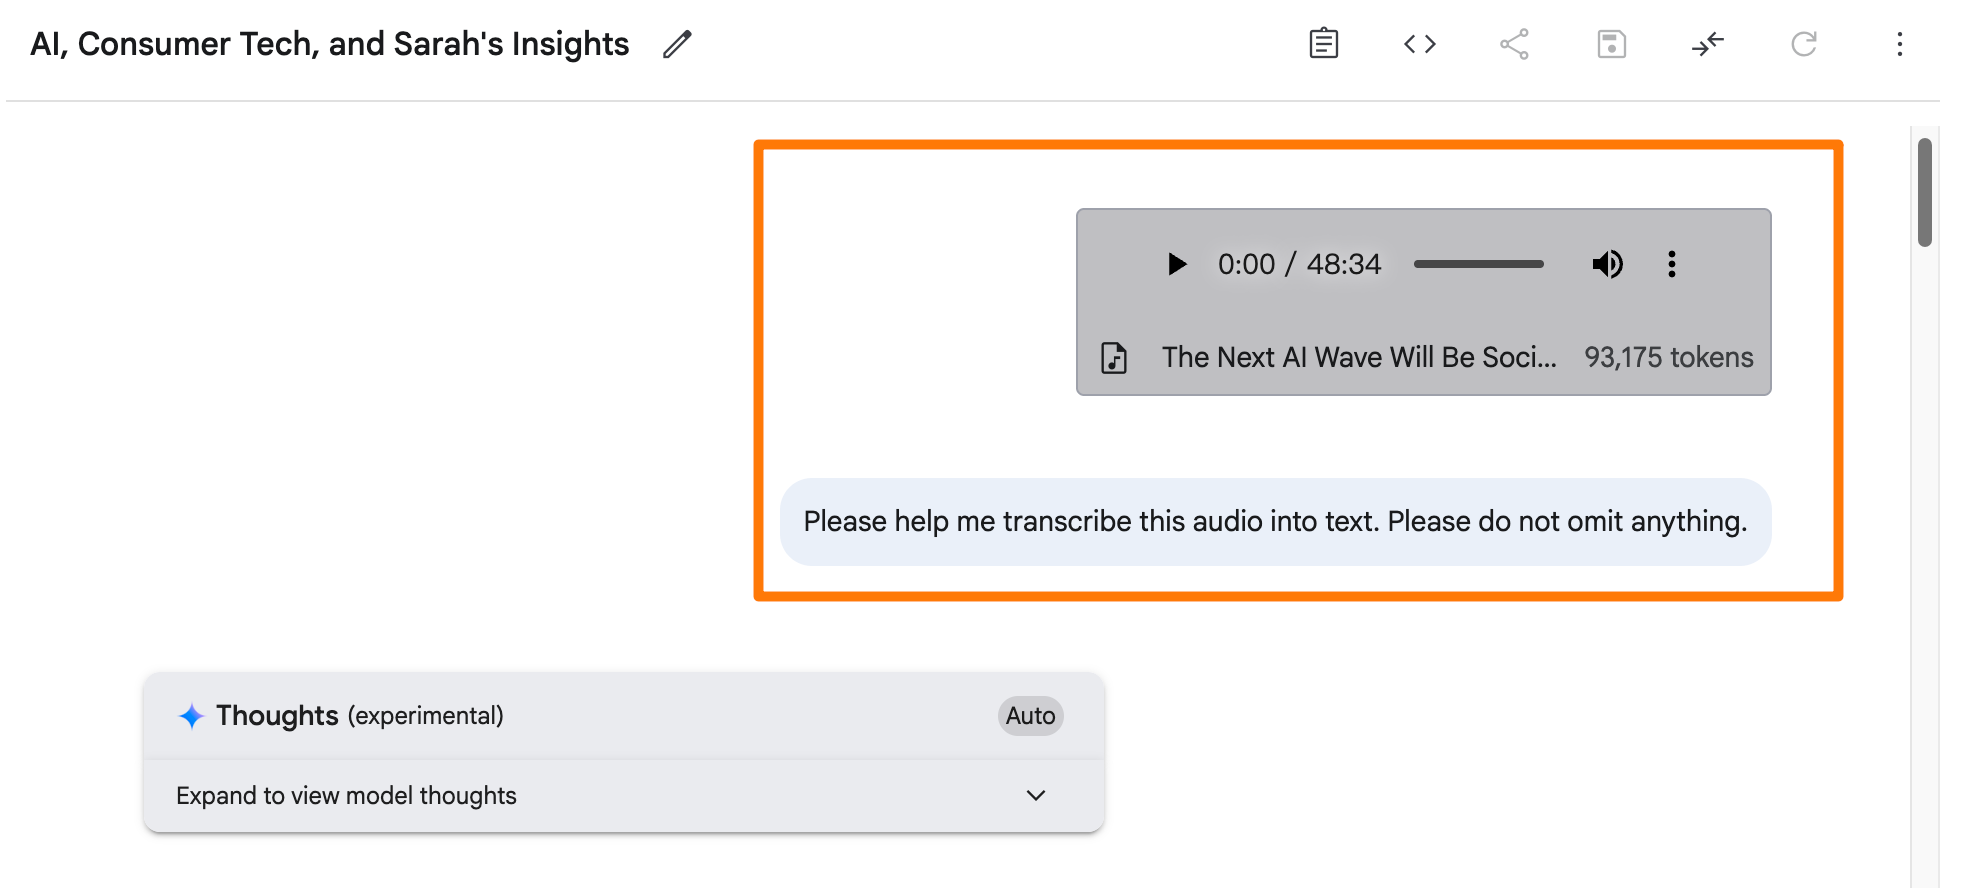 AI, Consumer Tech, and Sarah's Insights
0:00 / 48:34
The Next AI Wave Will Be Soci... 93,175 tokens
Please help me transcribe this audio into text. Please do not omit anything.
Thoughts (experimental) Auto
Expand to view model thoughts